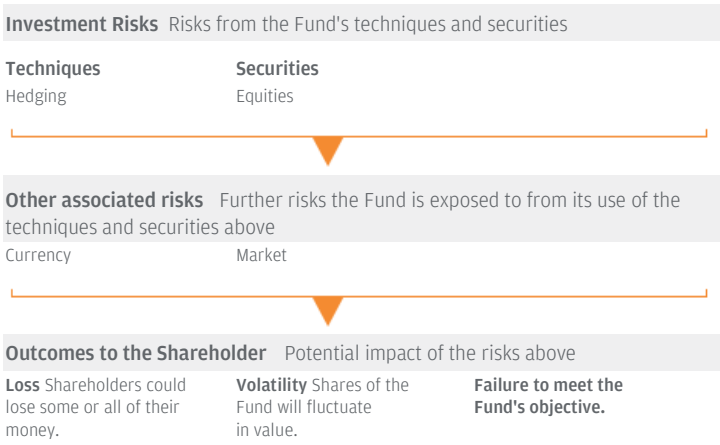 Investment Risks Risks from the Fund's techniques and securities
Techniques Securities
Hedging Equities
Other associated risks Further risks the Fund is exposed to from its use of the
techniques and securities above
Currency Market
Outcomes to the Shareholder Potential impact of the risks above
Loss Shareholders could
lose some or all of their
money.
Volatility Shares of the
Fund will fluctuate
in value.
Failure to meet the
Fund's objective.